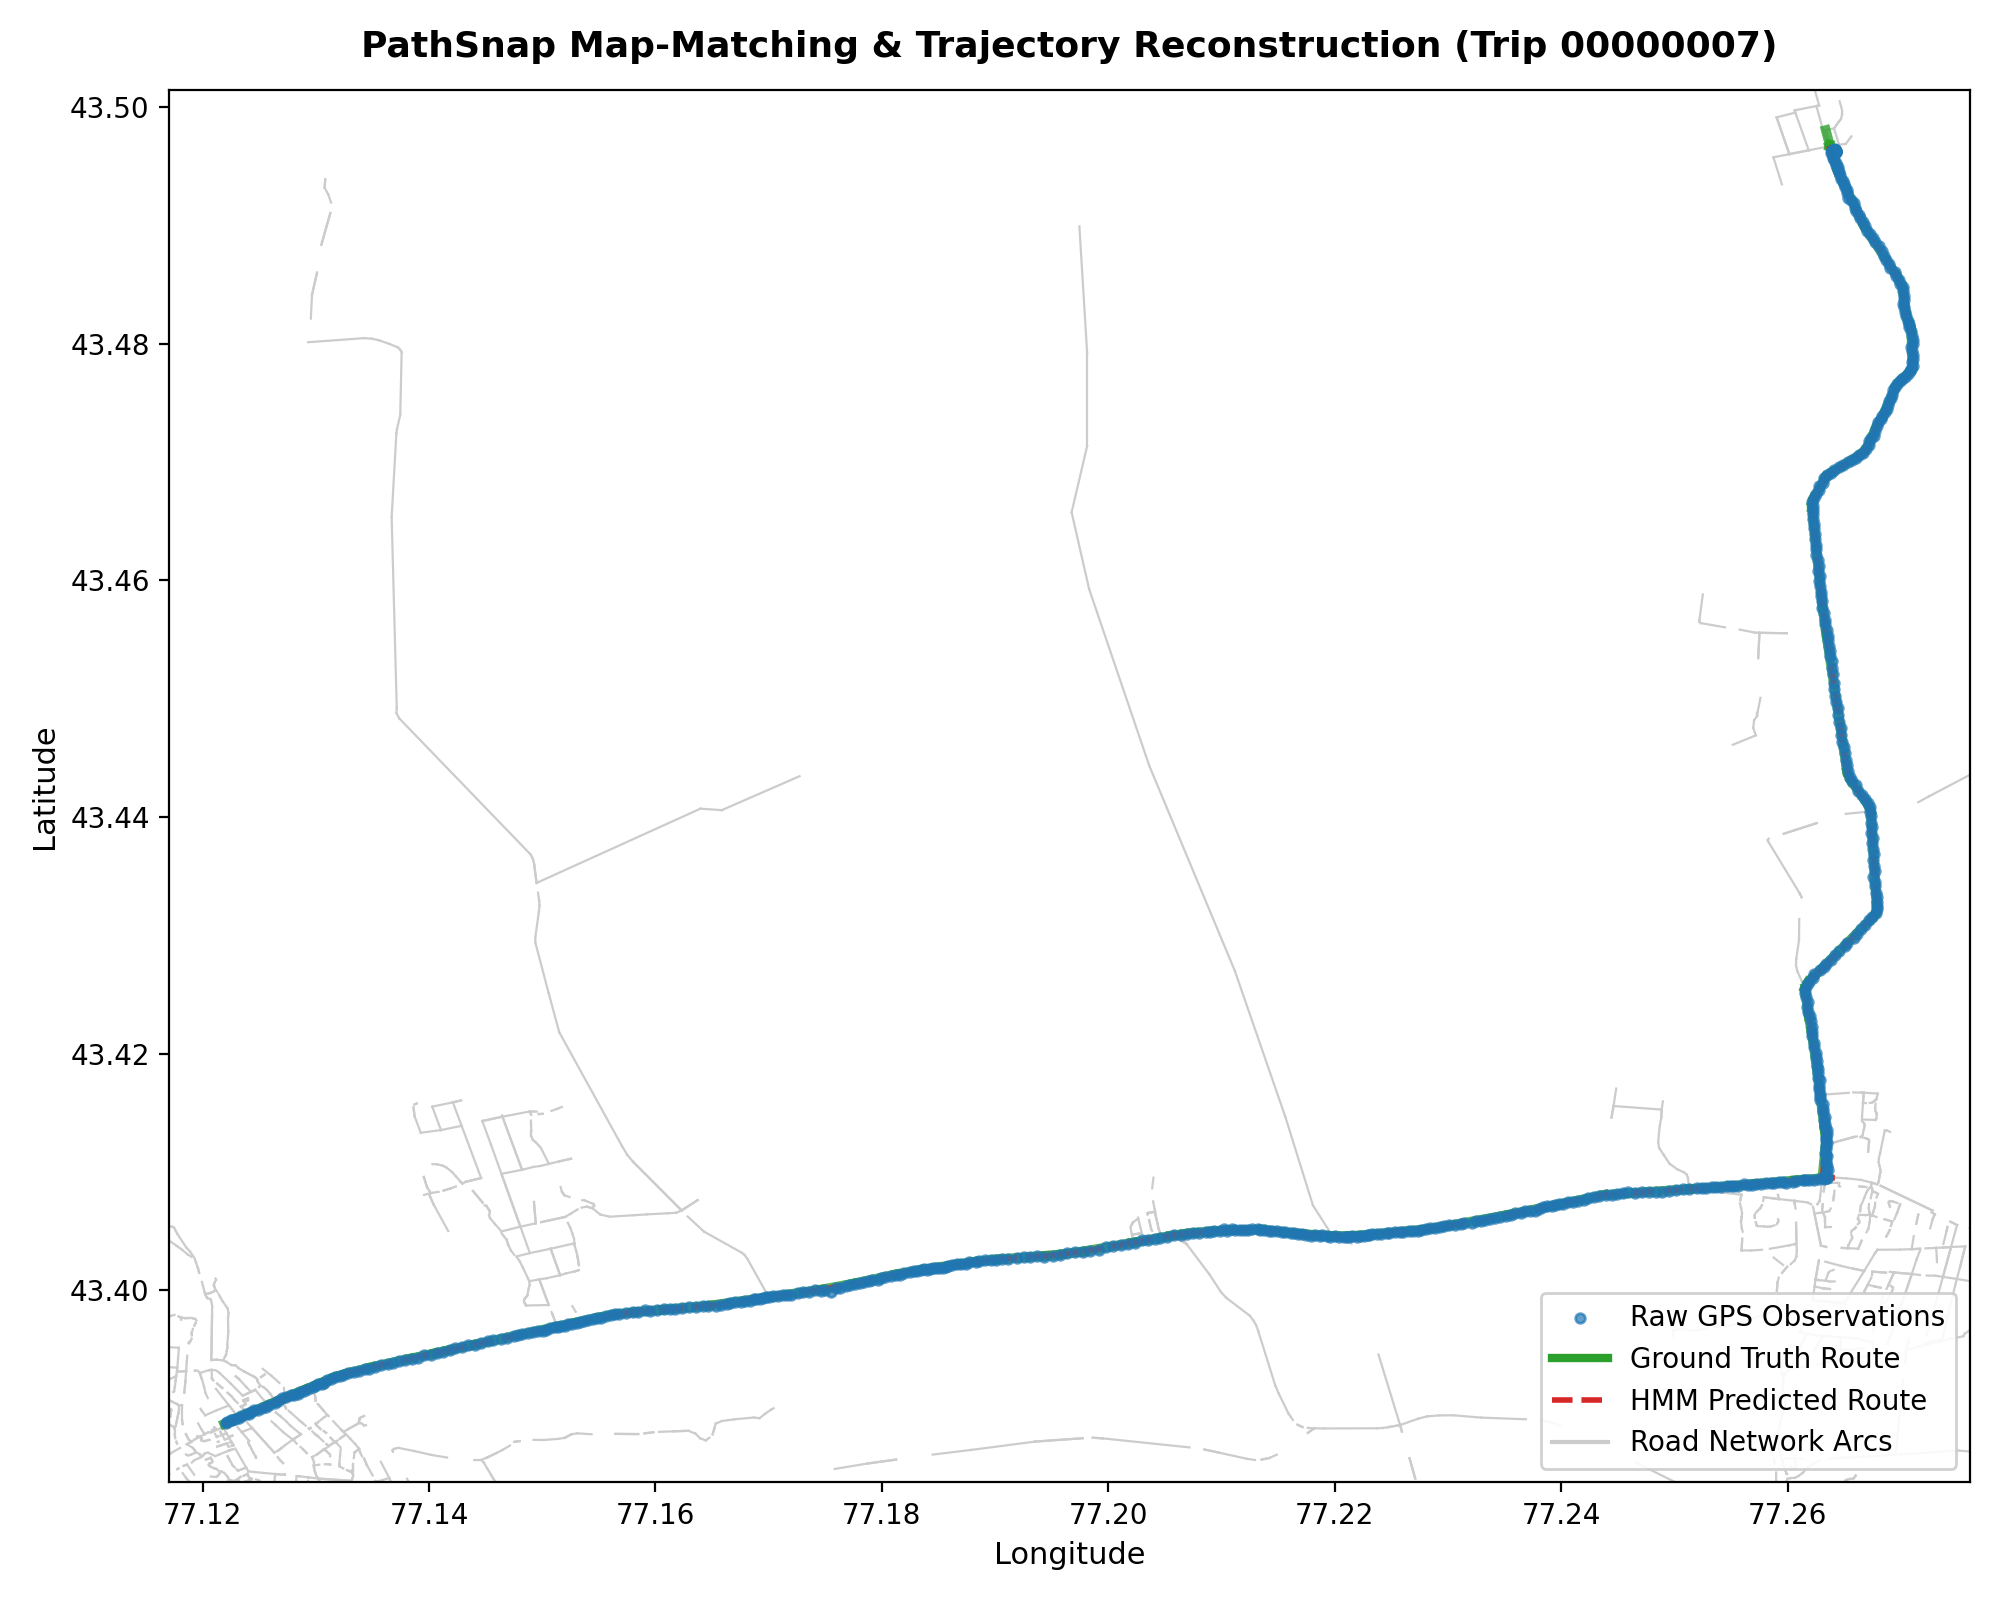 PathSnap Map-Matching & Trajectory Reconstruction (Trip 00000007)
43.50
43.48
43.46
43.44
43.42
43.40
Latitude
77.12
77.14
77.16
77.18
77.20
77.22
77.24
77.26
Longitude
Raw GPS Observations
Ground Truth Route
HMM Predicted Route
Road Network Arcs